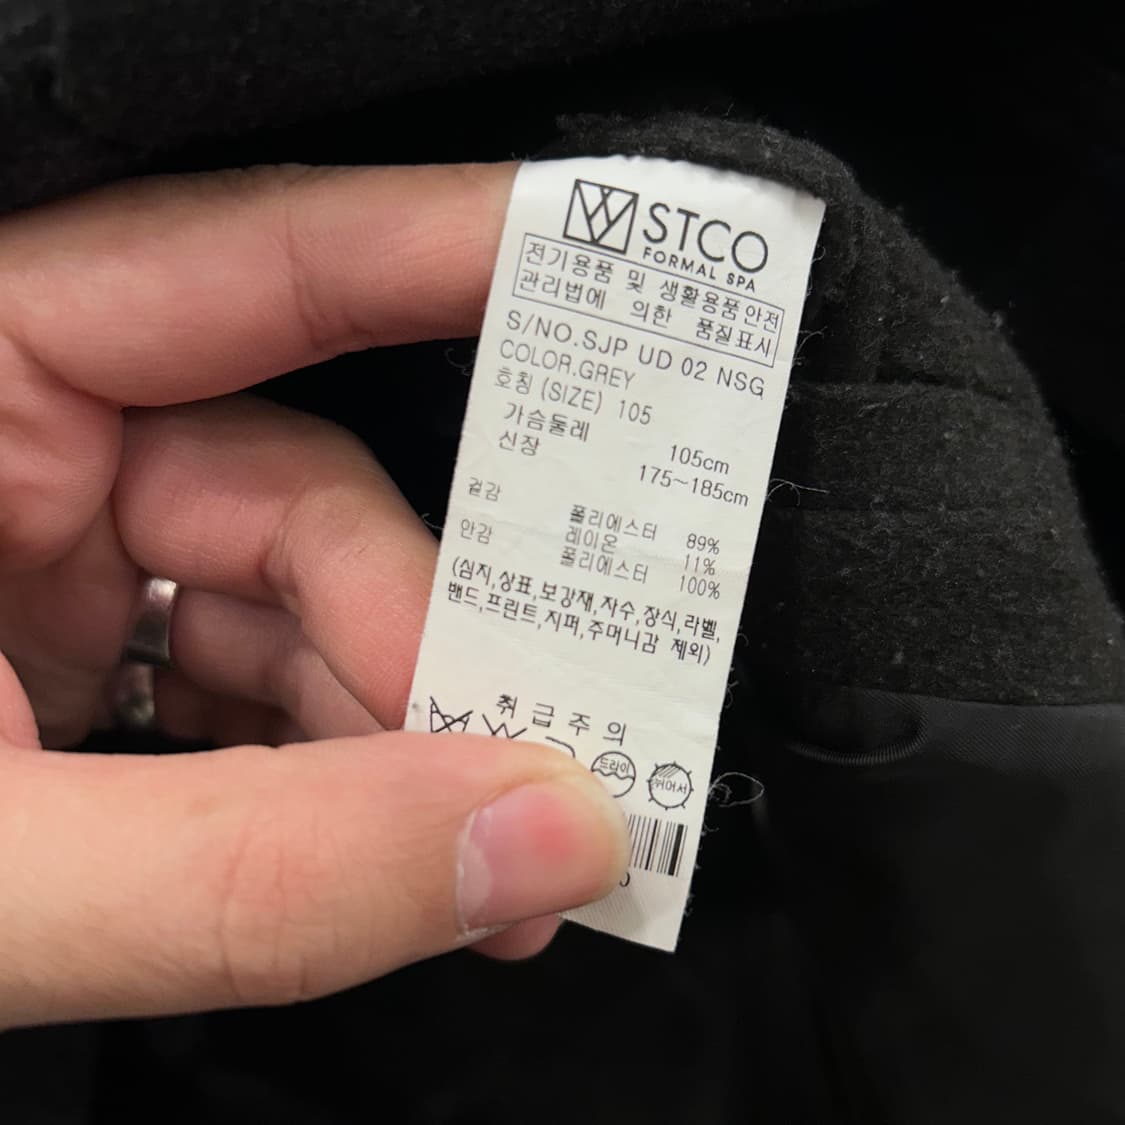 STCO
FORMAL SPA
전기용품 및 생활용품안전
관리법에 의한 품질표시
S/NO.SJP UD 02 NSG
COLOR.GREY
호칭 (SIZE) 105
가슴둘레 105cm
신장 175~185cm
겉감 폴리에스터 89%
레이온 11%
안감 폴리에스터 100%
(심지,상표,보강재,자수,장식,라벨,
밴드,프린트,지퍼,주머니감 제외)
취급주의
드라이
뉘어서